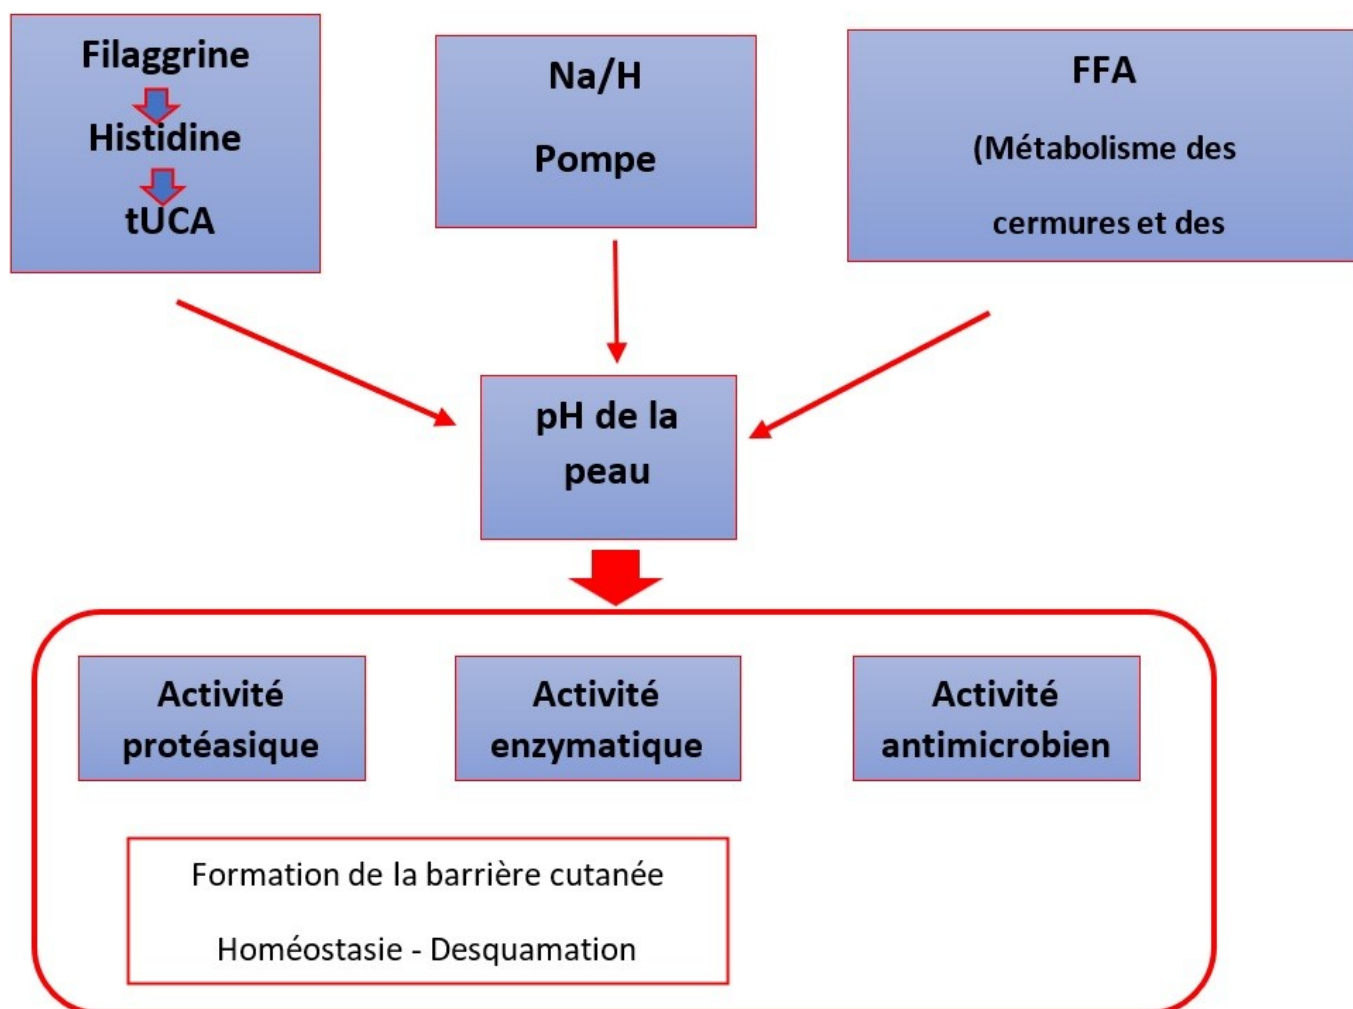 Filaggrine
Histidine
tUCA
Na/H
Pompe
FFA
(Métabolisme des
cermures et des
pH de la
peau
Activité
protéasique
Activité
enzymatique
Activité
antimicrobien
Formation de la barrière cutanée
Homéostasie - Desquamation